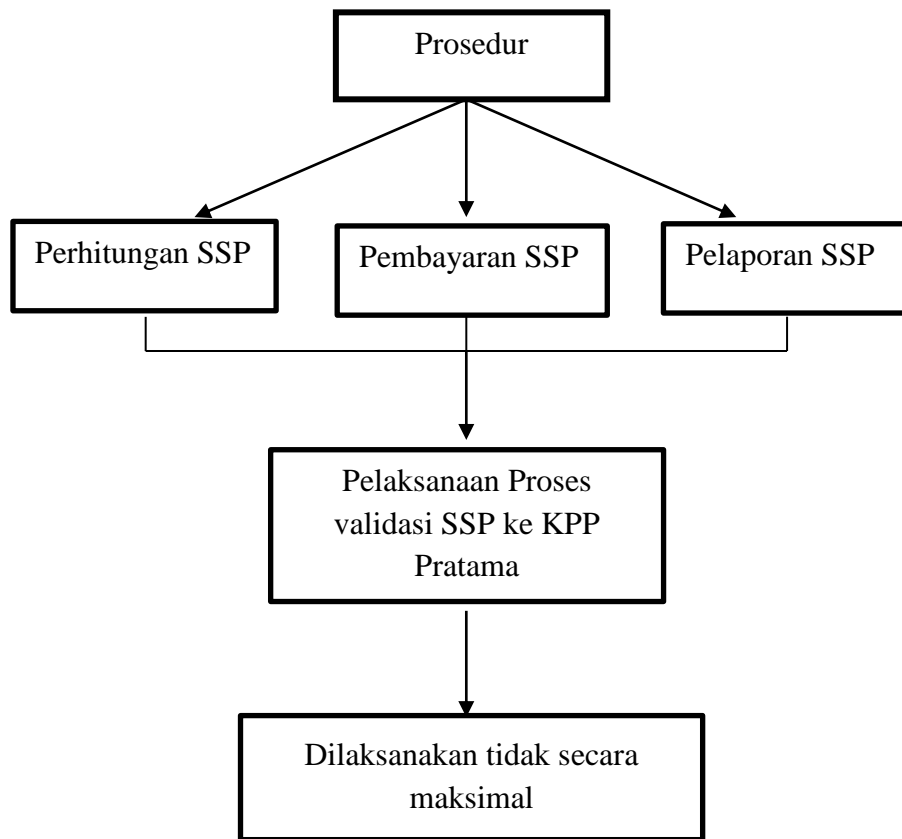 Prosedur
Perhitungan SSP
Pembayaran SSP
Pelaporan SSP
Pelaksanaan Proses
validasi SSP ke KPP
Pratama
Dilaksanakan tidak secara
maksimal